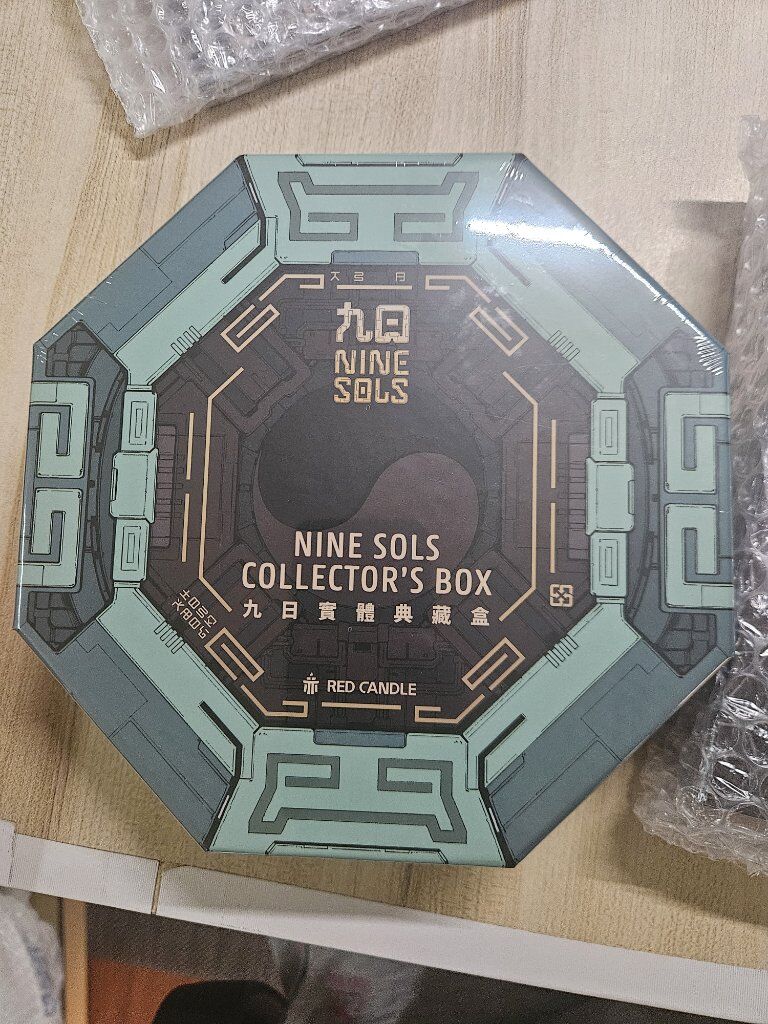 九日
NINE
SOLS
NINE SOLS
COLLECTOR'S BOX
九日實體典藏盒
RED CANDLE